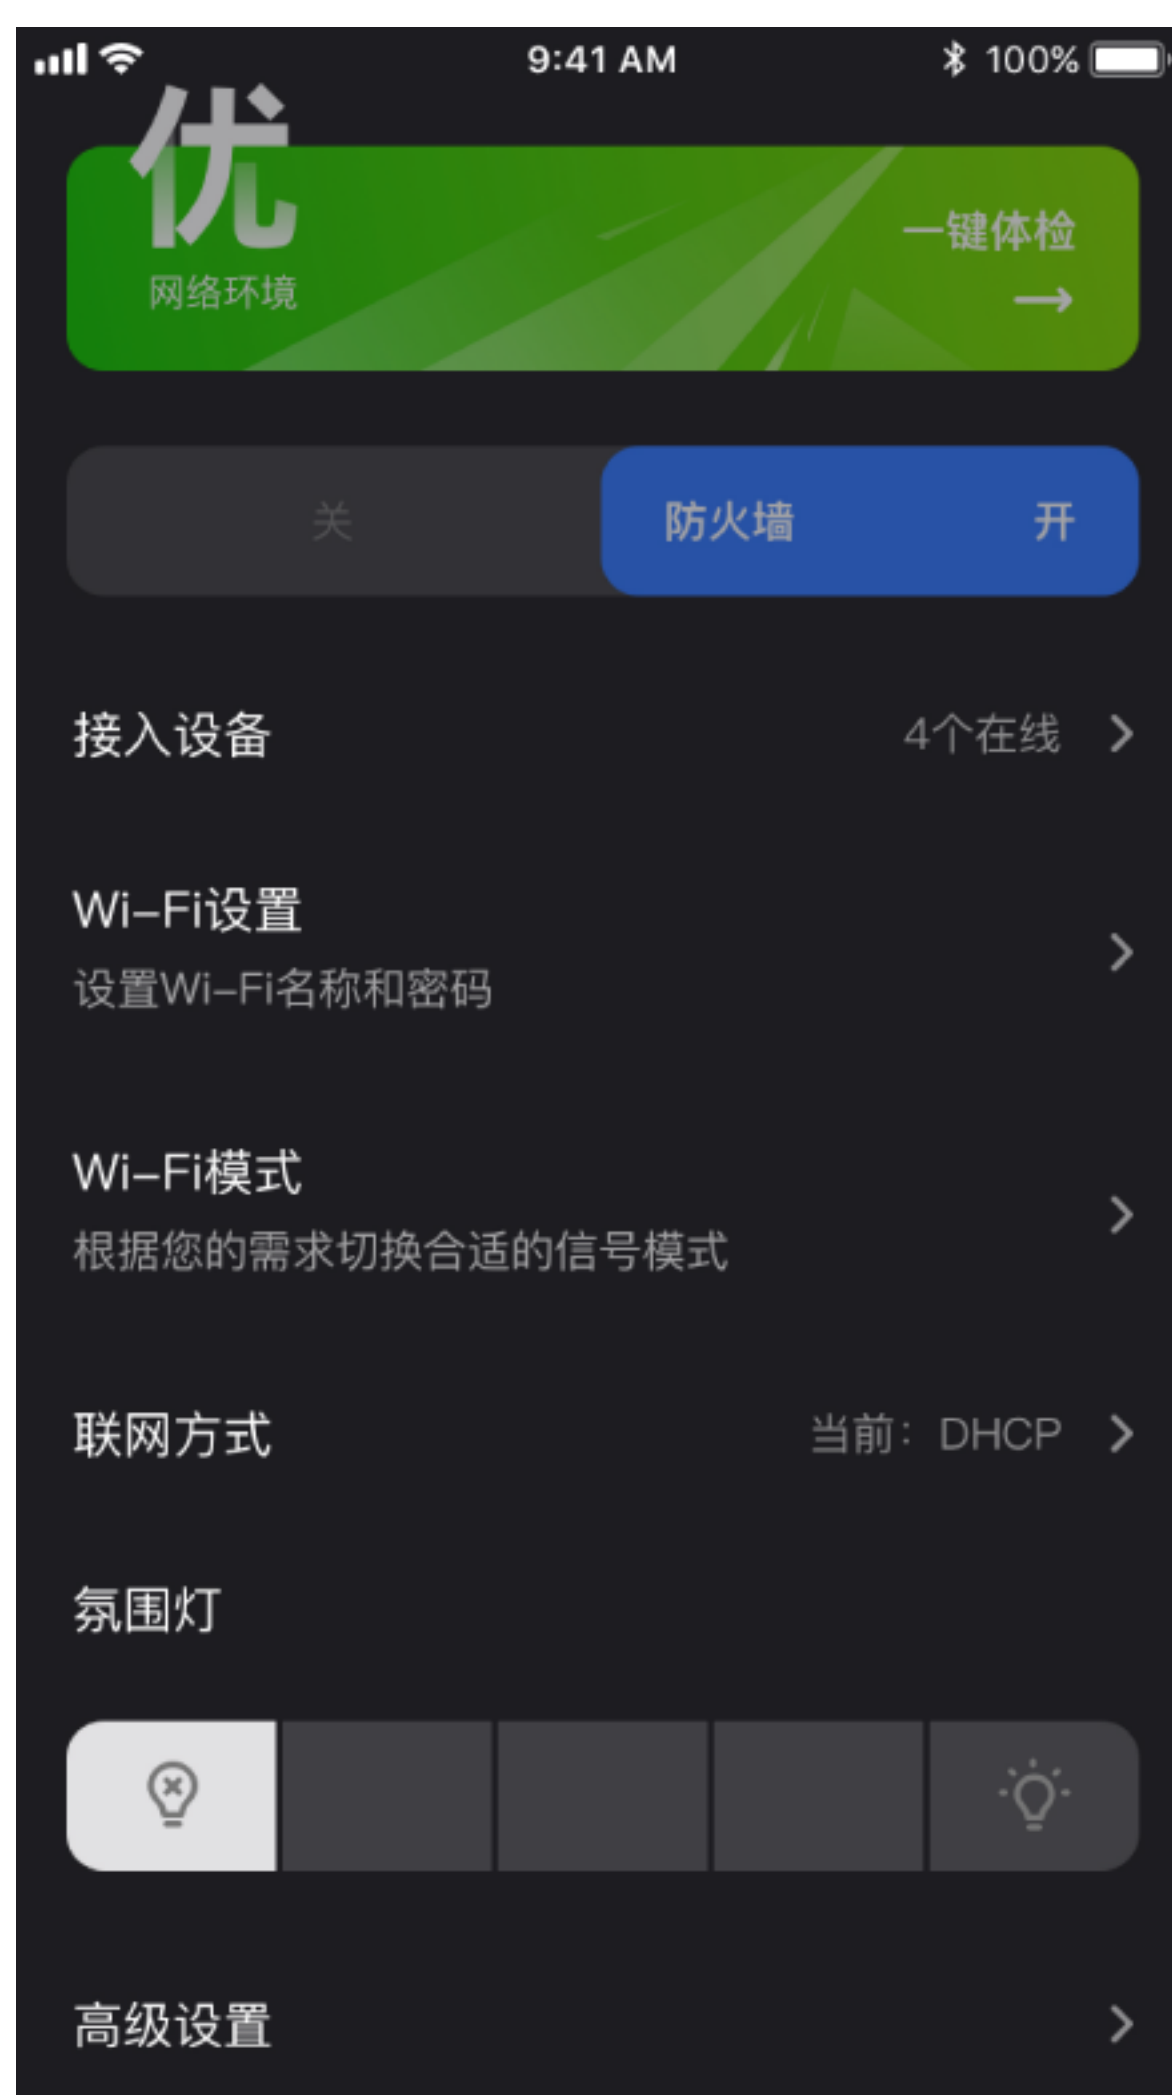 9:41 AM
100%
优
网络环境
一键体检
关
防火墙
开
接入设备
4个在线
Wi-Fi设置
设置Wi-Fi名称和密码
Wi-Fi模式
根据您的需求切换合适的信号模式
联网方式
当前：DHCP
氛围灯
高级设置